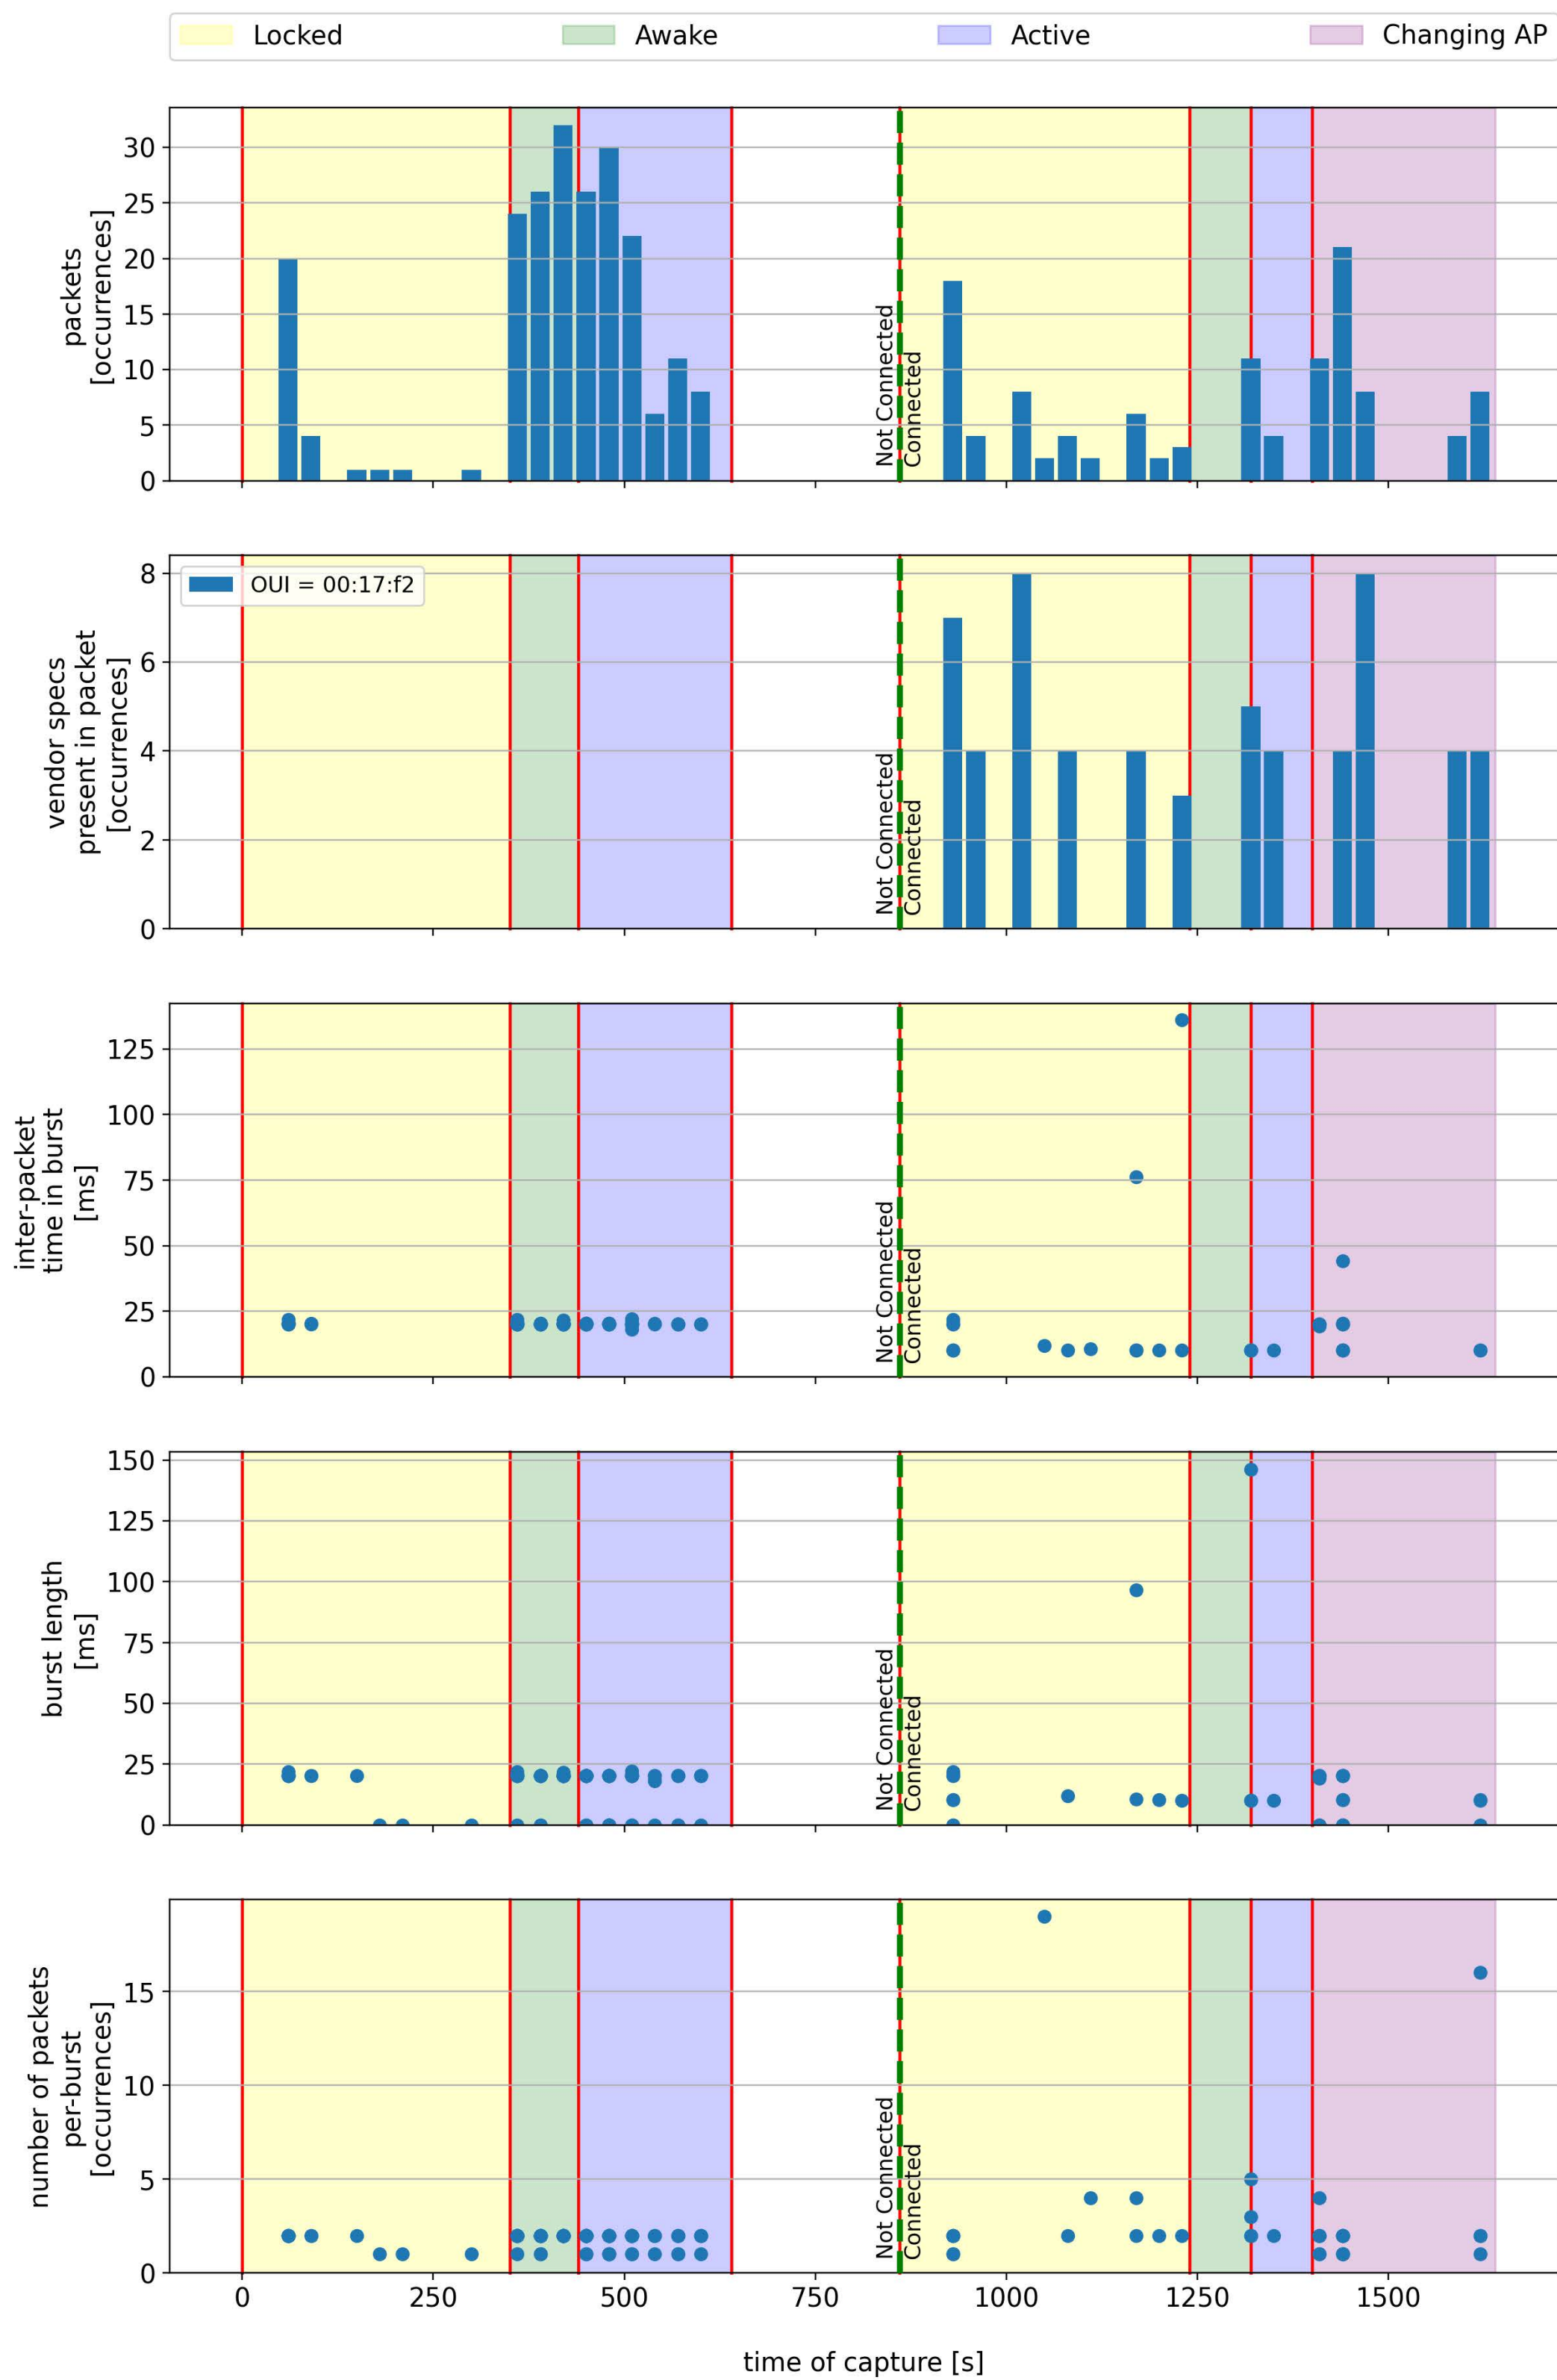 Locked Awake Active Changing AP
packets
[occurrences]
30
25
20
15
10
5
0
Not Connected
Connected
vendor specs
present in packet
[occurrences]
OUI = 00:17:f2
8
6
4
2
0
Not Connected
Connected
inter-packet
time in burst
[ms]
125
100
75
50
25
0
Not Connected
Connected
burst length
[ms]
150
125
100
75
50
25
0
Not Connected
Connected
number of packets
per-burst
[occurrences]
15
10
5
0
Not Connected
Connected
0 250 500 750 1000 1250 1500
time of capture [s]